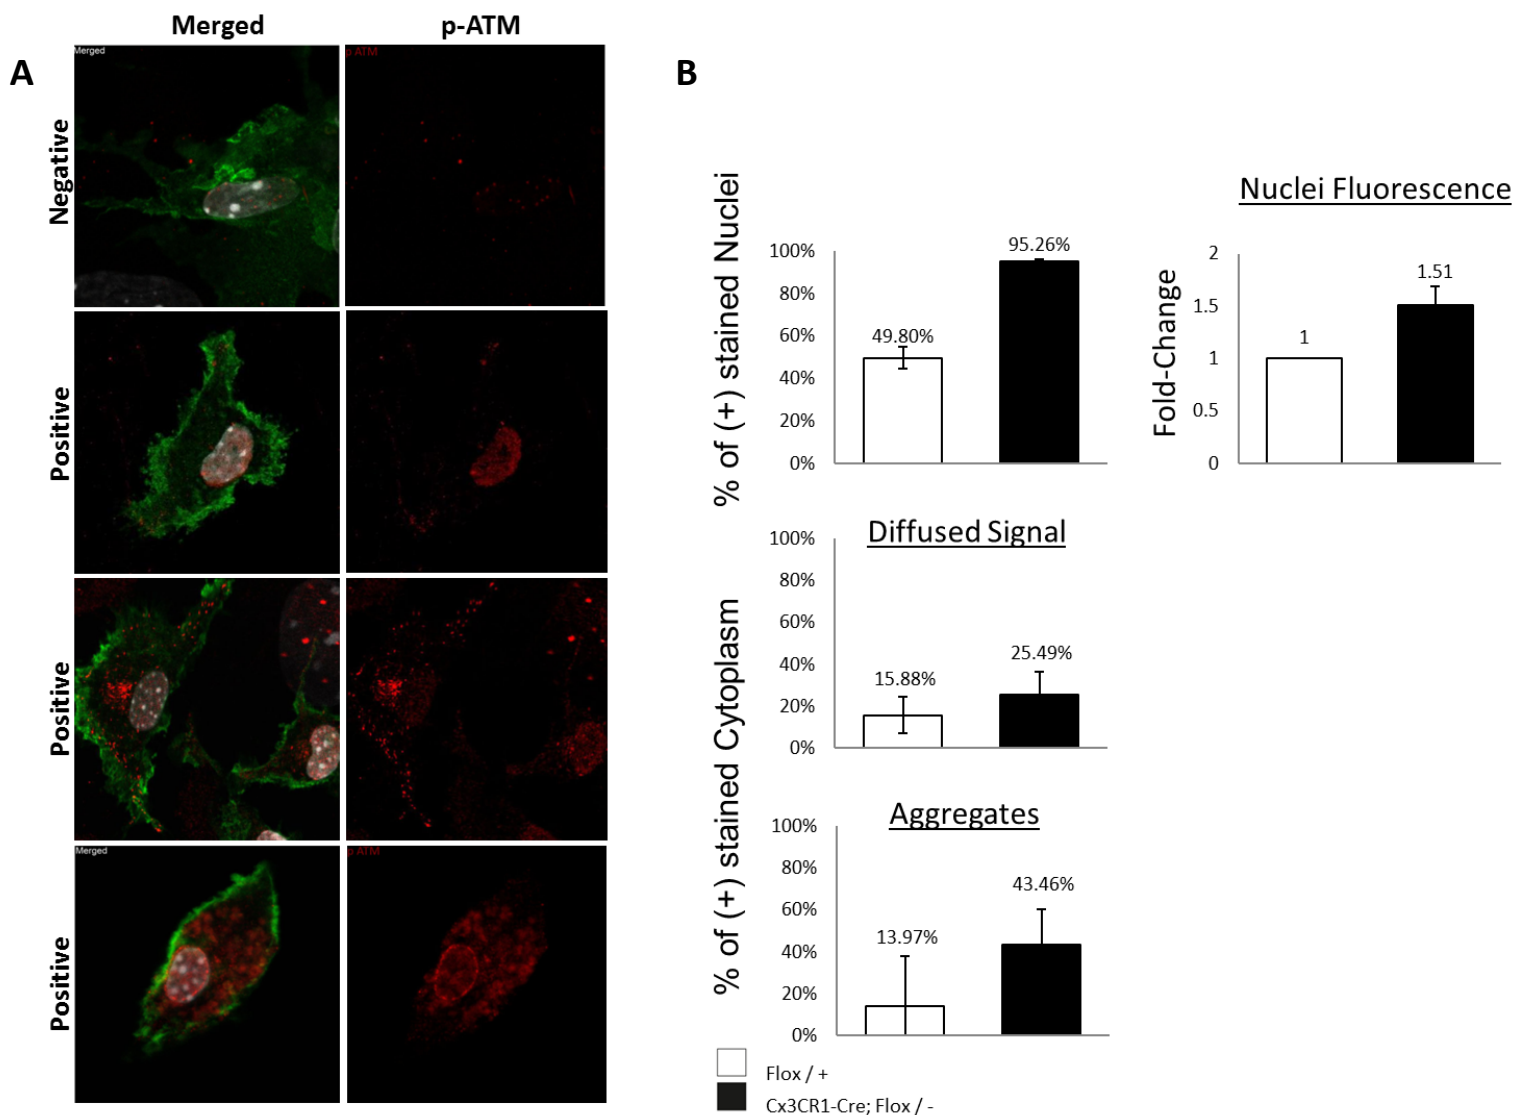 A
Merged
p-ATM
Merged
p ATM
Negative
Positive
Positive
Merged
p ATM
Positive
B
% of (+) stained Nuclei
100%
80%
60%
40%
20%
0%
49.80%
95.26%
Nuclei Fluorescence
Fold-Change
2
1.5
1
0.5
0
1
1.51
% of (+) stained Cytoplasm
Diffused Signal
100%
80%
60%
40%
20%
0%
15.88%
25.49%
Aggregates
100%
80%
60%
40%
20%
0%
13.97%
43.46%
Flox / +
Cx3CR1-Cre; Flox / -